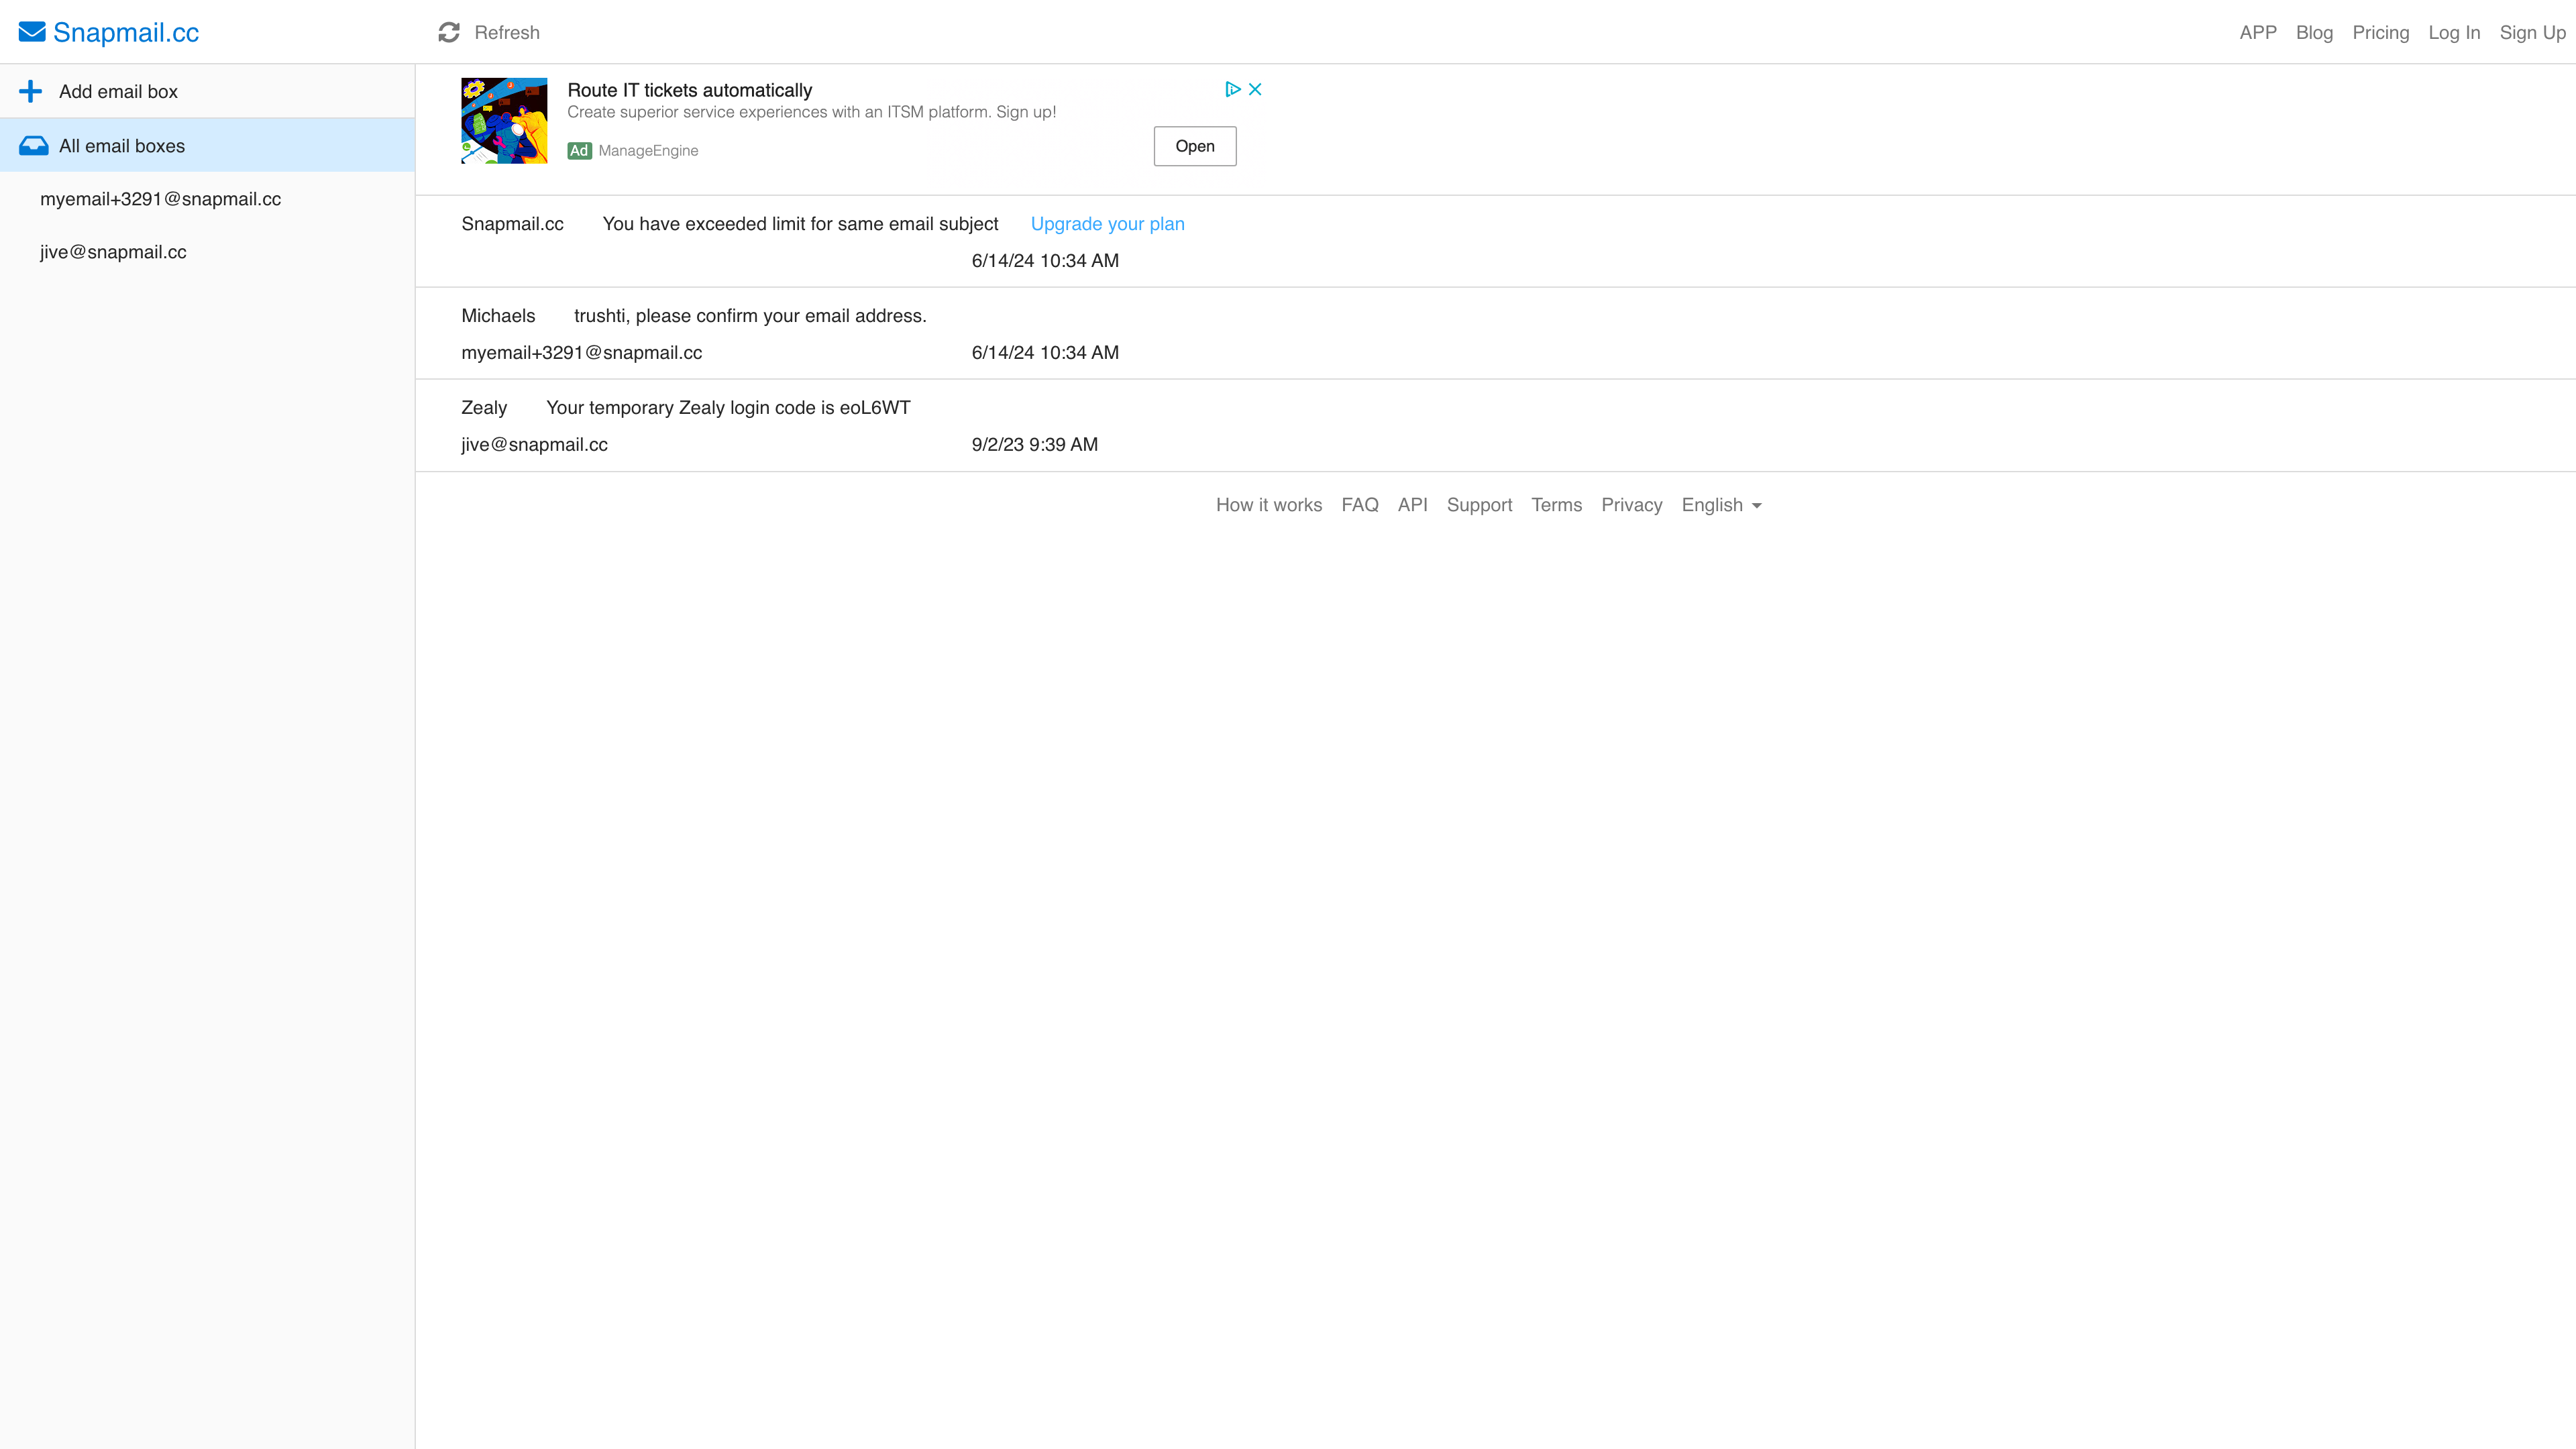 Snapmail.cc
Refresh
APP Blog Pricing Log In Sign Up
Add email box
All email boxes
myemail+3291@snapmail.cc
jive@snapmail.cc
Route IT tickets automatically
Create superior service experiences with an ITSM platform. Sign up!
Ad ManageEngine
Open
Snapmail.cc You have exceeded limit for same email subject Upgrade your plan
6/14/24 10:34 AM
Michaels trushti, please confirm your email address.
myemail+3291@snapmail.cc 6/14/24 10:34 AM
Zealy Your temporary Zealy login code is eoL6WT
jive@snapmail.cc 9/2/23 9:39 AM
How it works FAQ API Support Terms Privacy English